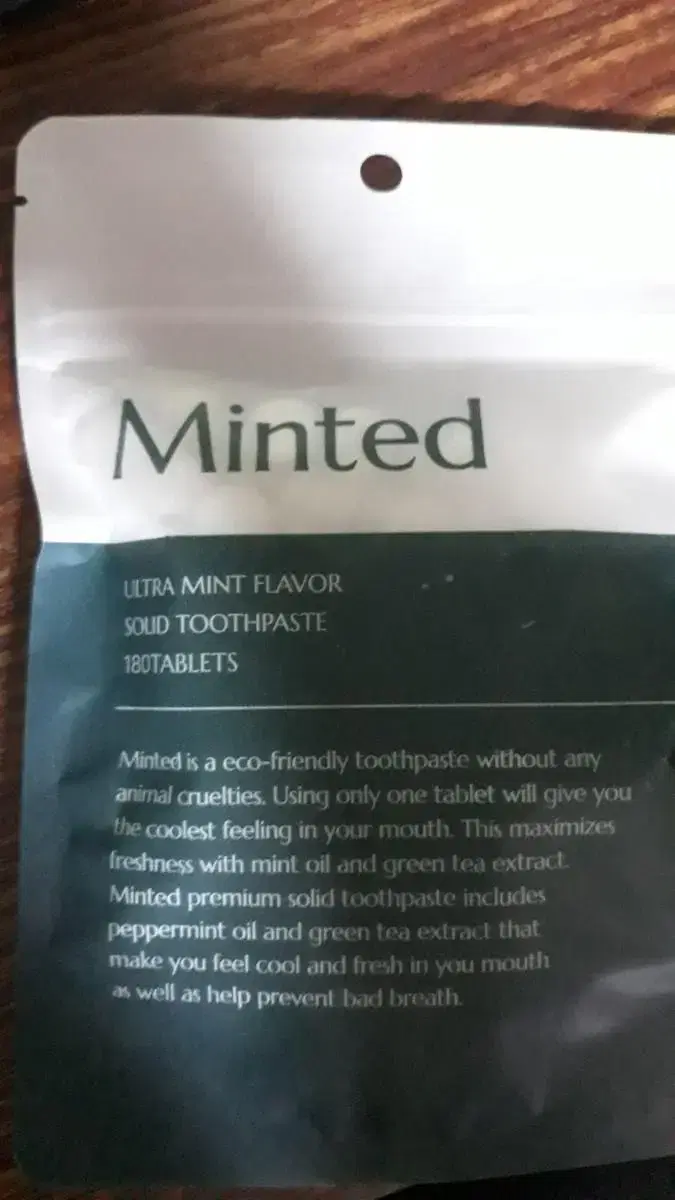 Minted
ULTRA MINT FLAVOR
SOLID TOOTHPASTE
180TABLETS
Minted is a eco-friendly toothpaste without any
animal cruelties. Using only one tablet will give you
the coolest feeling in your mouth. This maximizes
freshness with mint oil and green tea extract.
Minted premium solid toothpaste includes
peppermint oil and green tea extract that
make you feel cool and fresh in you mouth
as well as help prevent bad breath.